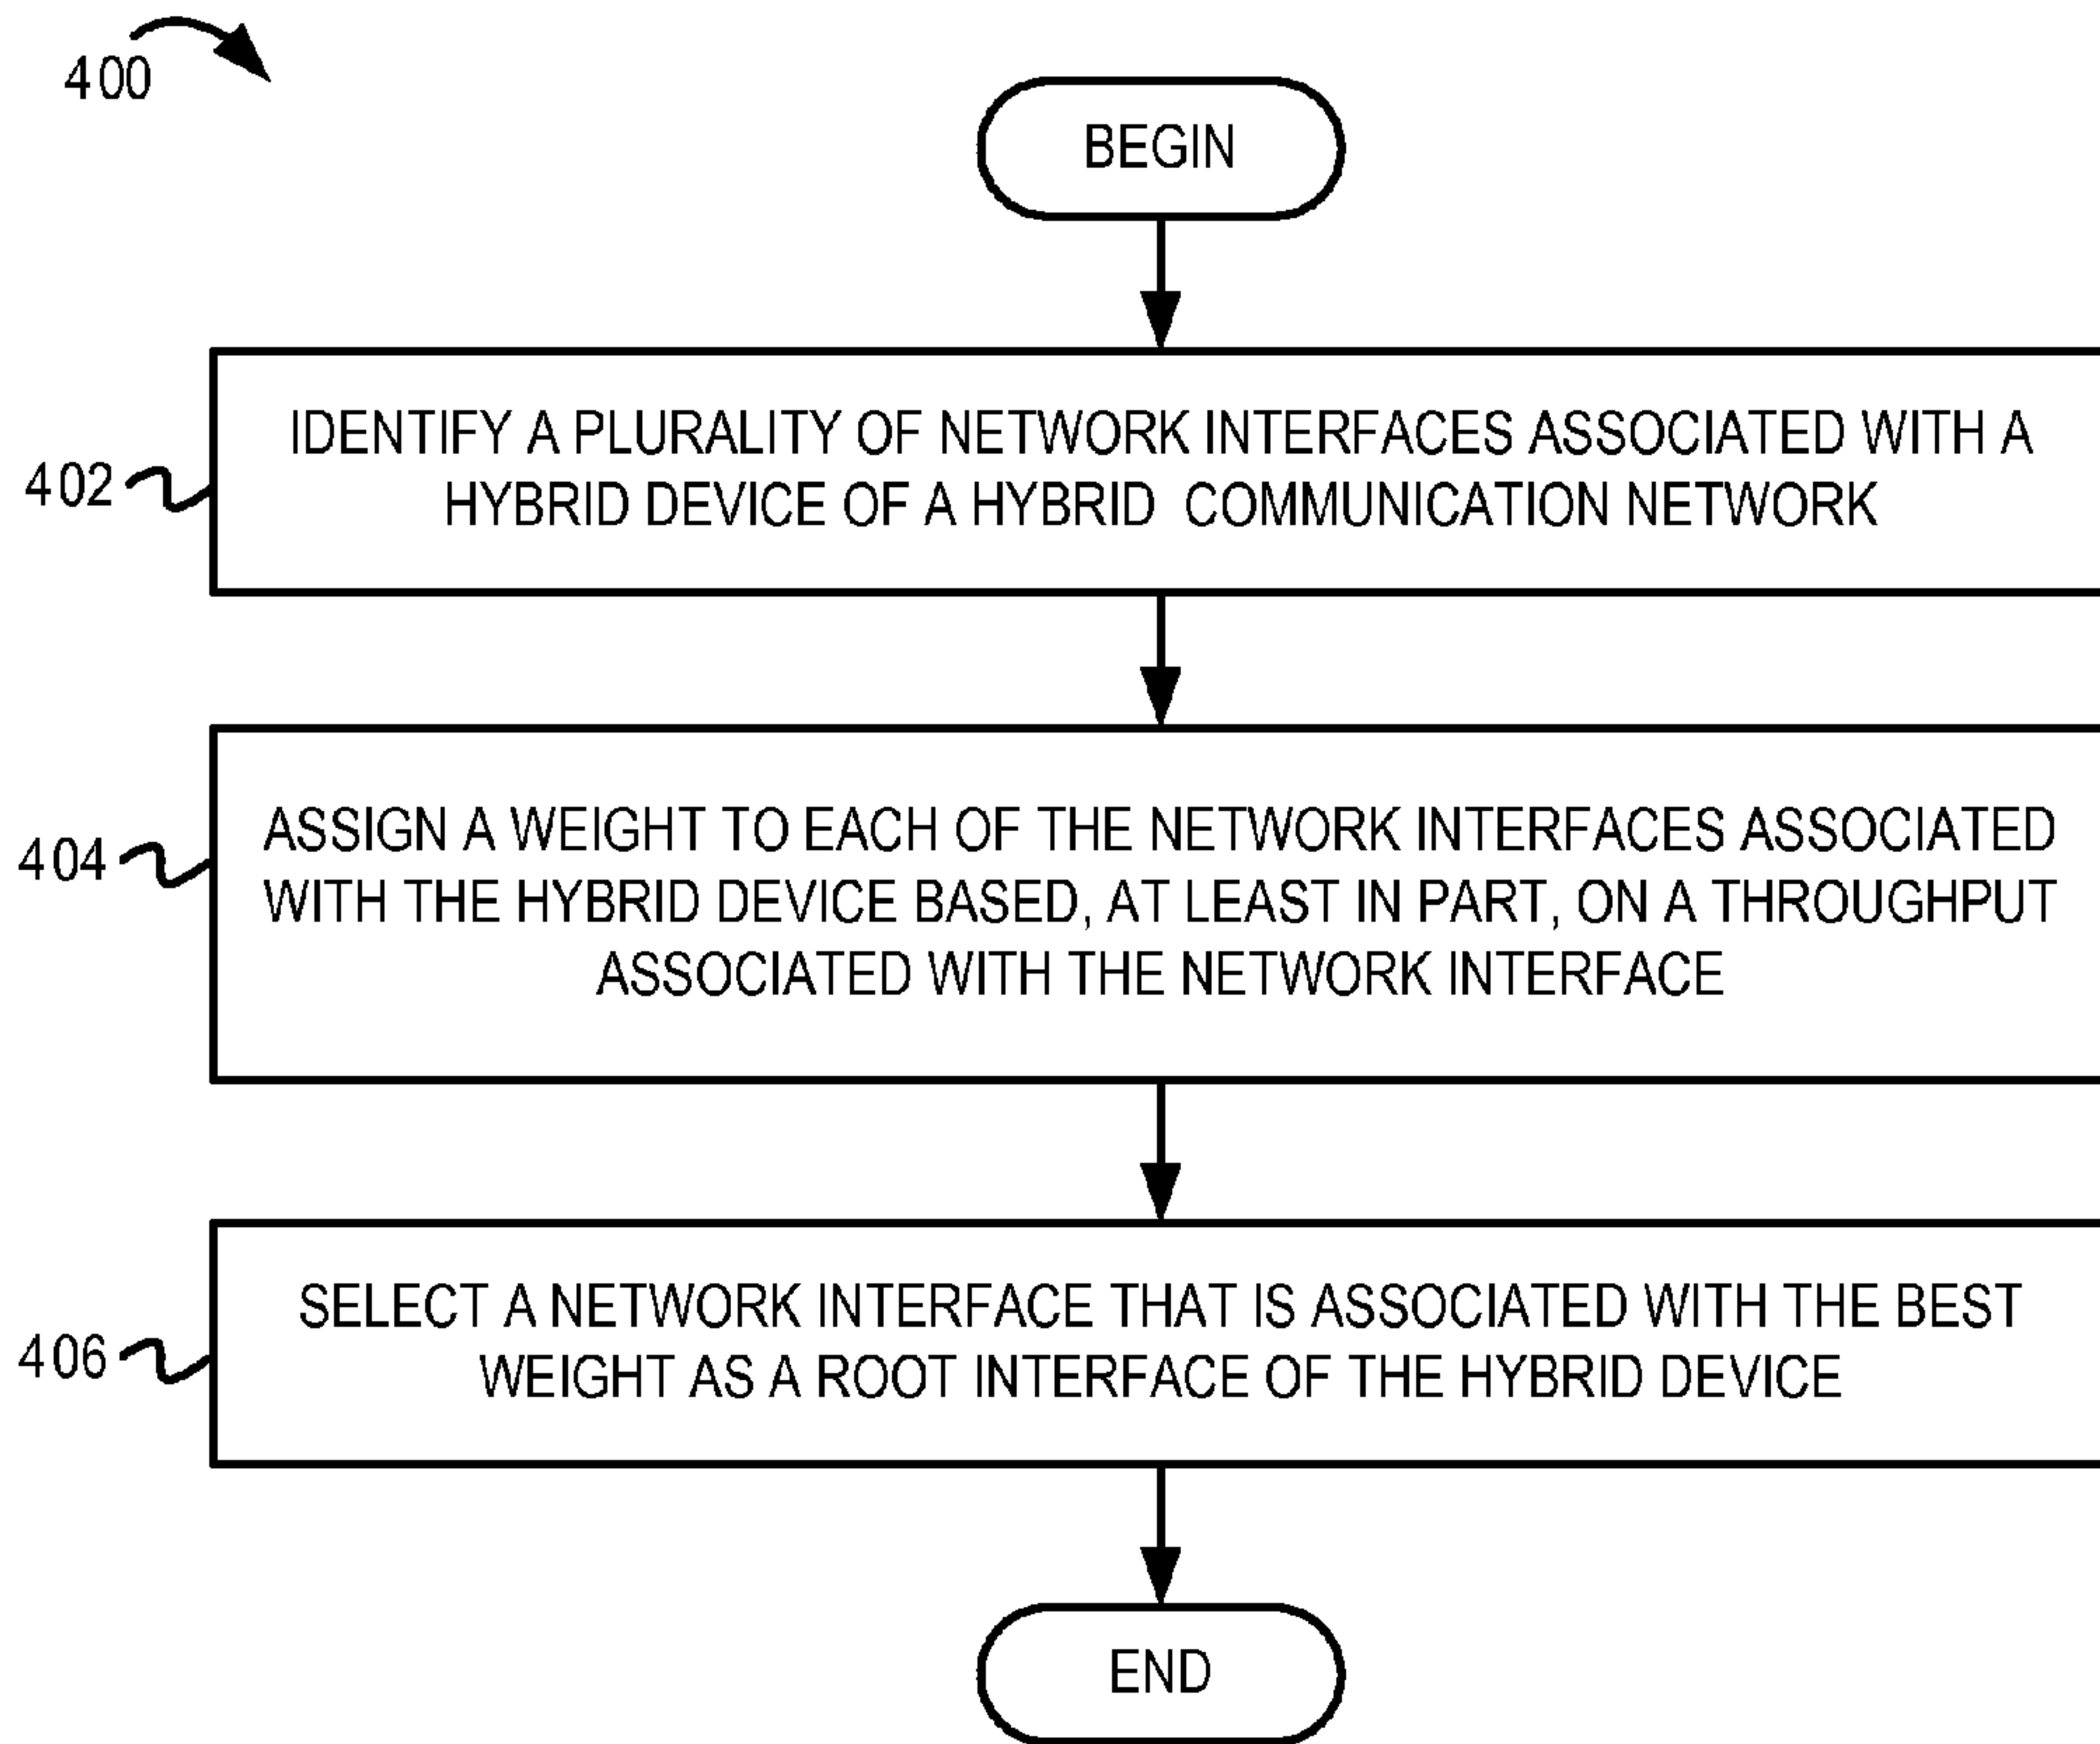 400
BEGIN
IDENTIFY A PLURALITY OF NETWORK INTERFACES ASSOCIATED WITH A
HYBRID DEVICE OF A HYBRID COMMUNICATION NETWORK
402
ASSIGN A WEIGHT TO EACH OF THE NETWORK INTERFACES ASSOCIATED
WITH THE HYBRID DEVICE BASED, AT LEAST IN PART, ON A THROUGHPUT
ASSOCIATED WITH THE NETWORK INTERFACE
404
SELECT A NETWORK INTERFACE THAT IS ASSOCIATED WITH THE BEST
WEIGHT AS A ROOT INTERFACE OF THE HYBRID DEVICE
406
END